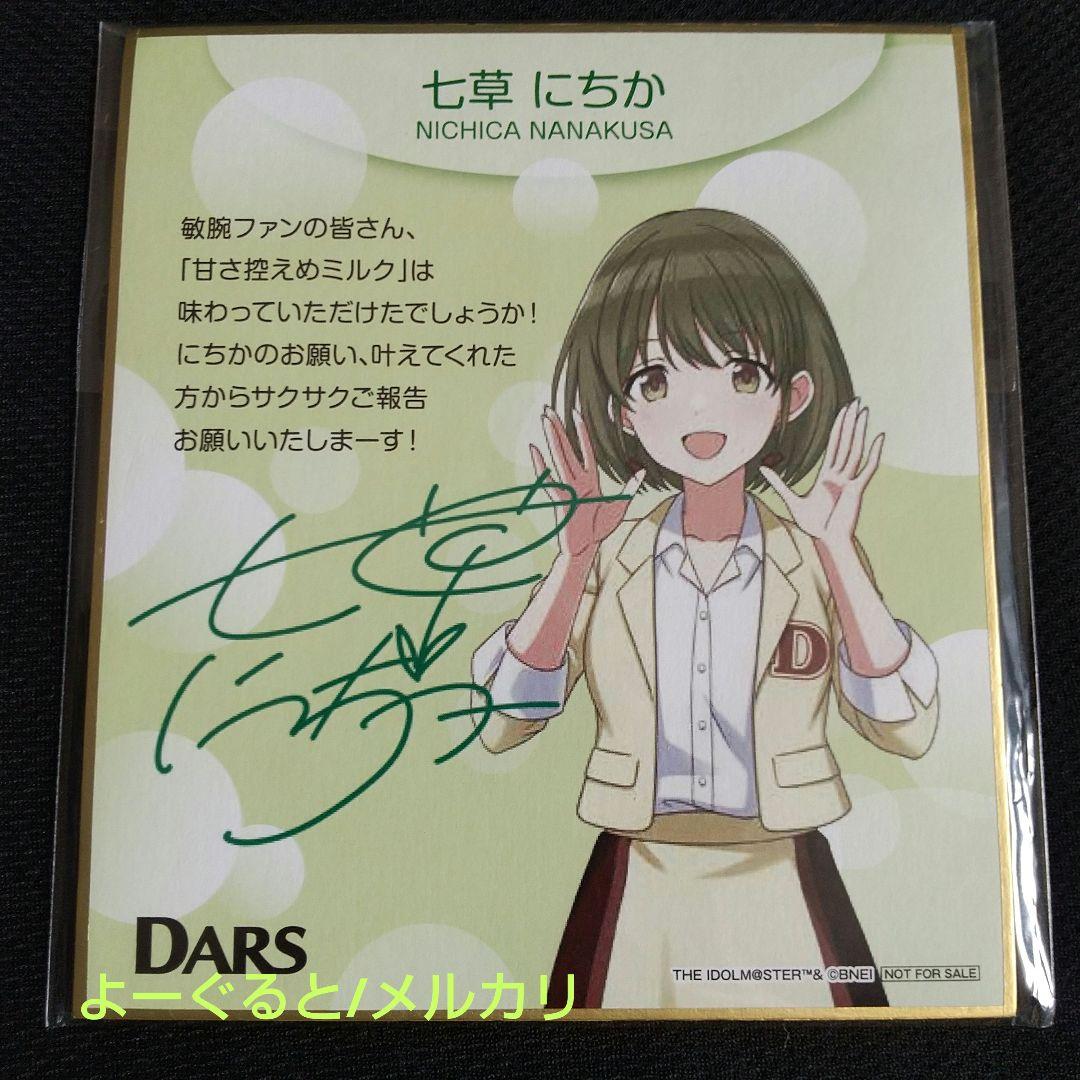 七草 にちか
NICHICA NANAKUSA
敏腕ファンの皆さん、
「甘さ控えめミルク」は
味わっていただけたでしょうか！
にちかのお願い、叶えてくれた
方からサクサクご報告
お願いいたしまーす！
七草
にちか
D
DARS
THE IDOLM@STER™& ©BNEI NOT FOR SALE
よーぐると/メルカリ